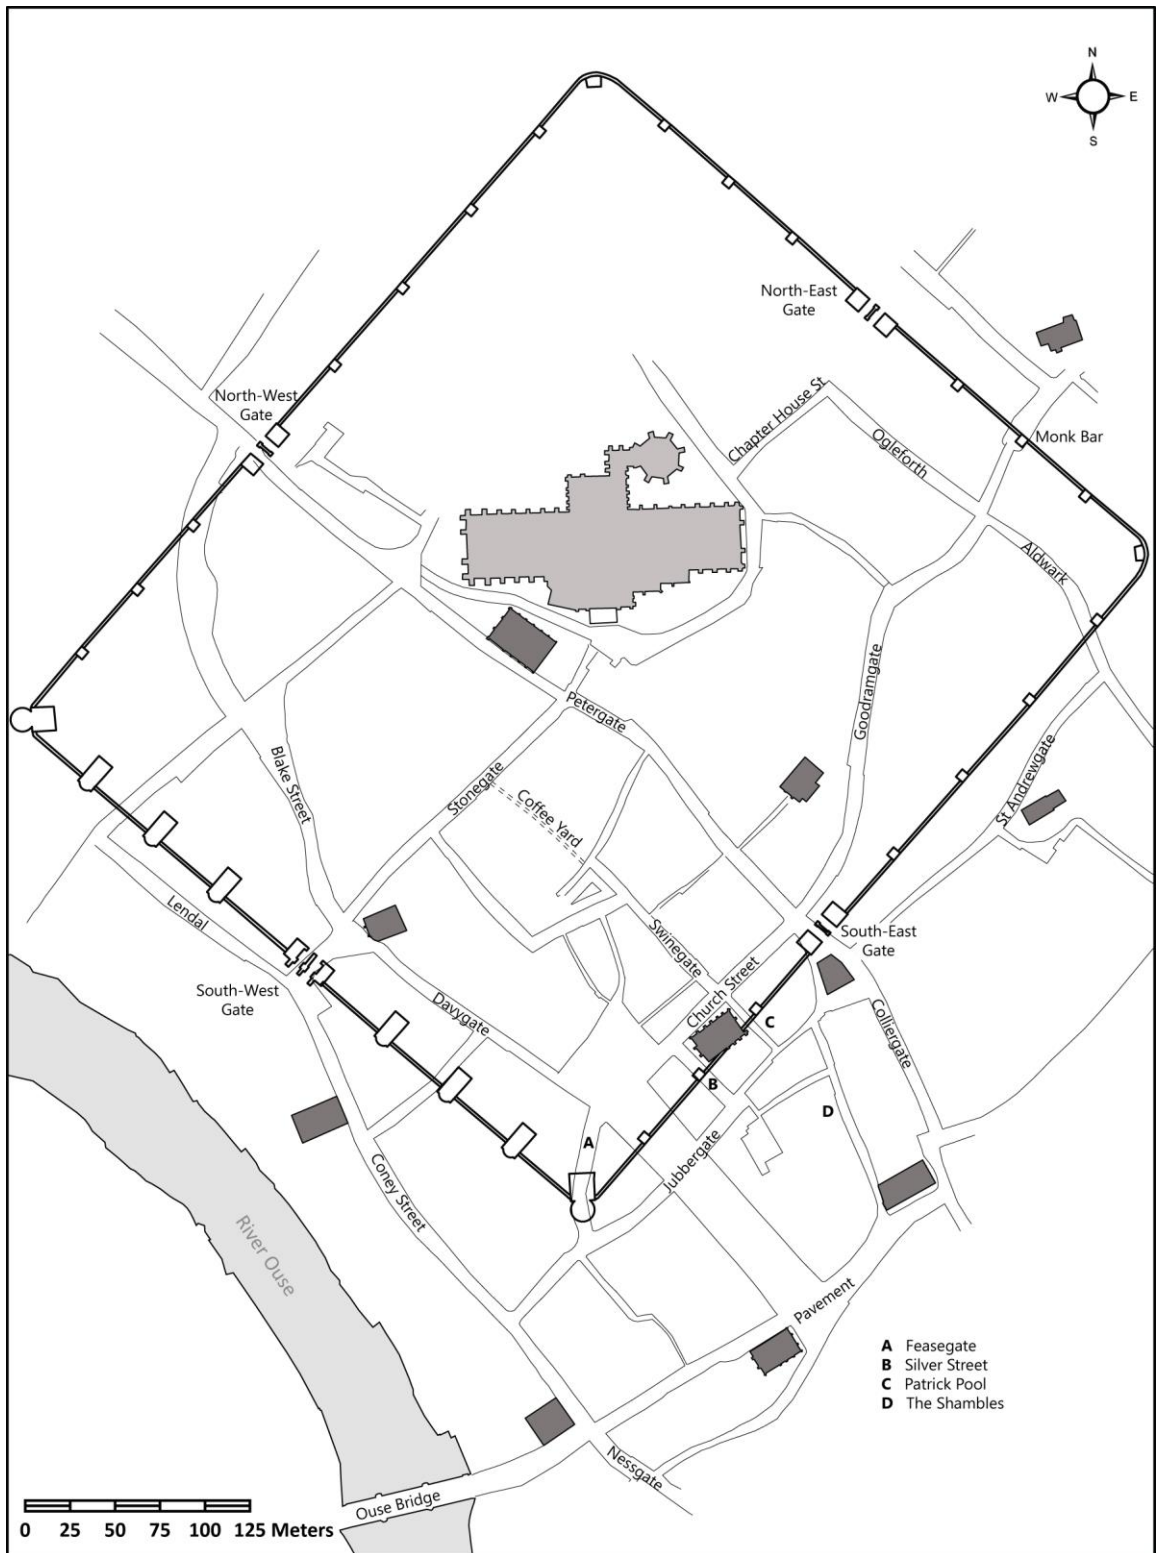 N
W E
S
North-East
Gate
North-West
Gate
Monk Bar
Chapter House St
Ogleforth
Aldwark
Goodramgate
Petergate
St Andrewgate
Blake Street
Stonegate
Coffee Yard
Lendal
Swinegate
South-East
Gate
South-West
Gate
Davygate
Church Street
C
Colliergate
B
D
A
Jubbergate
Coney Street
River Ouse
Pavement
A Feasegate
B Silver Street
C Patrick Pool
D The Shambles
Nessgate
Ouse Bridge
0 25 50 75 100 125 Meters